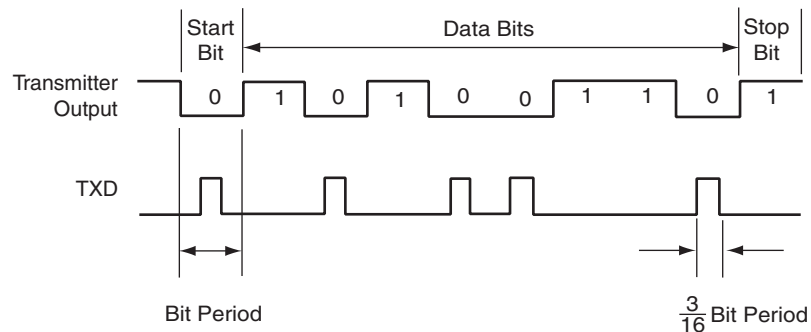 Start
Bit
Data Bits
Stop
Bit
Transmitter
Output
0 1 0 1 0 0 1 1 0 1
TXD
Bit Period
3/16 Bit Period